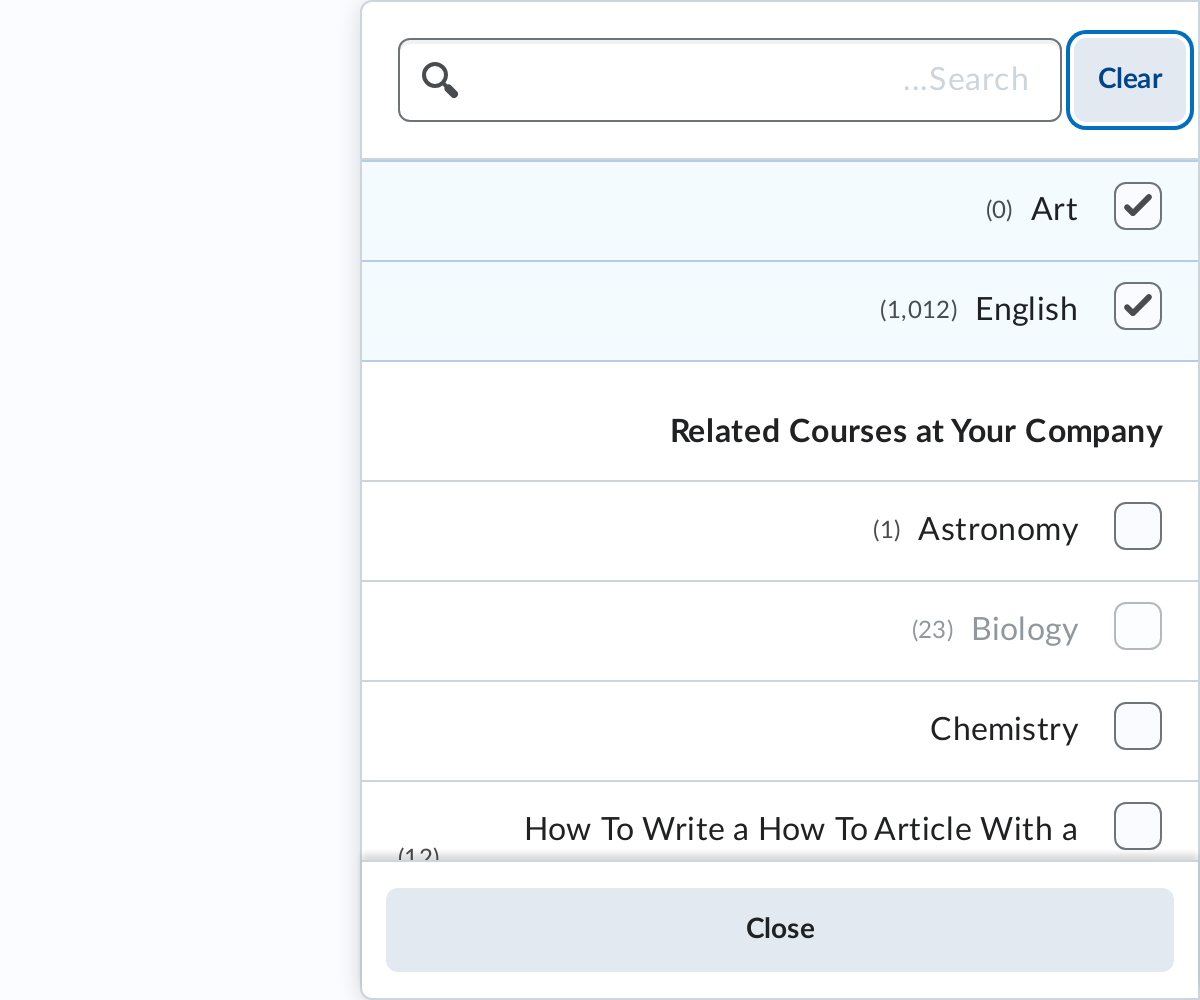 ...Search
Clear
Art (0)
English (1,012)
Related Courses at Your Company
Astronomy (1)
Biology (23)
Chemistry
How To Write a How To Article With a
(12)
Close